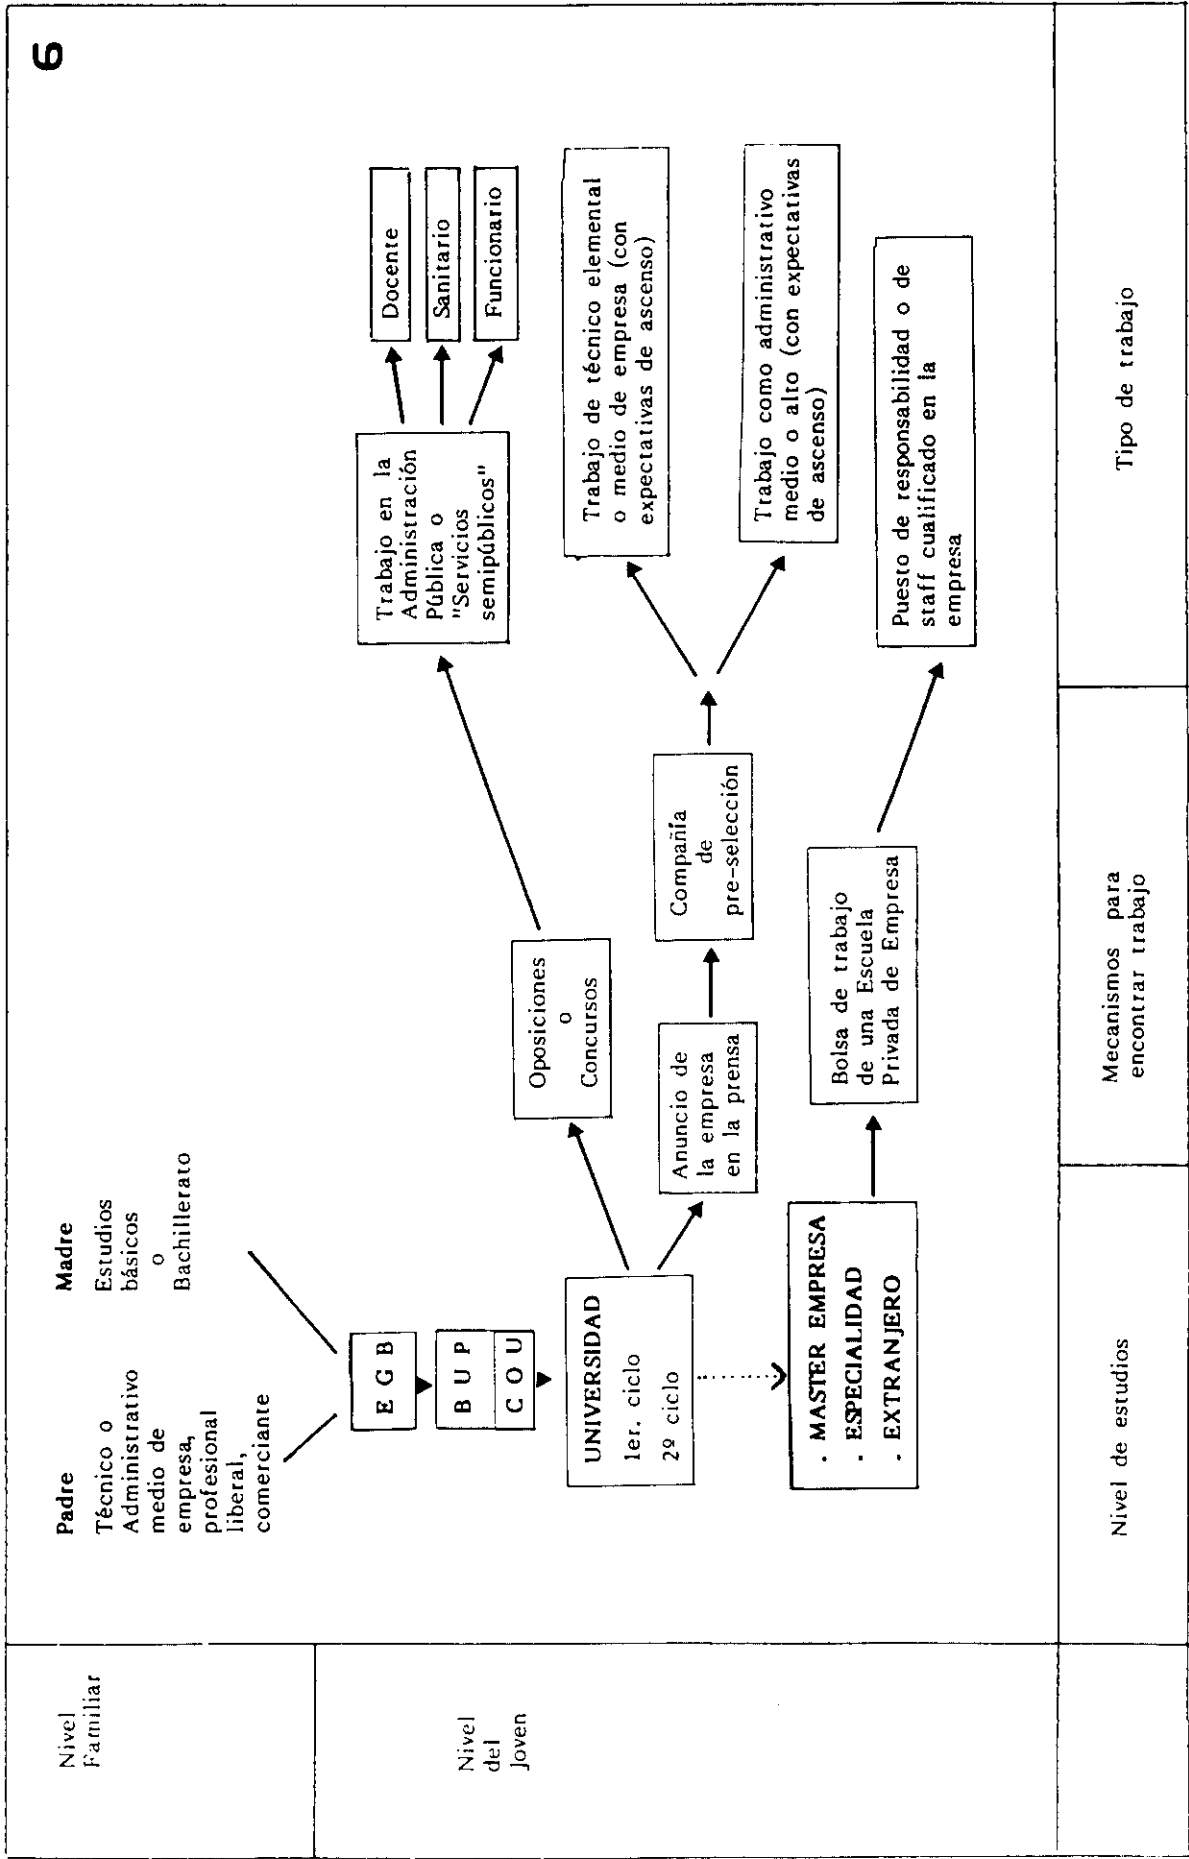 6
Nivel
Familiar
Padre
Técnico o
Administrativo
medio de
empresa,
profesional
liberal,
comerciante
Madre
Estudios
básicos
o
Bachillerato
Nivel
del
Joven
E G B
B U P
C O U
UNIVERSIDAD
1er. ciclo
2º ciclo
. MASTER EMPRESA
. ESPECIALIDAD
. EXTRANJERO
Oposiciones
o
Concursos
Anuncio de
la empresa
en la prensa
Compañía
de
pre-selección
Bolsa de trabajo
de una Escuela
Privada de Empresa
Trabajo en la
Administración
Pública o
"Servicios
semipúblicos"
Docente
Sanitario
Funcionario
Trabajo de técnico elemental
o medio de empresa (con
expectativas de ascenso)
Trabajo como administrativo
medio o alto (con expectativas
de ascenso)
Puesto de responsabilidad o de
staff cualificado en la
empresa
Nivel de estudios
Mecanismos para
encontrar trabajo
Tipo de trabajo